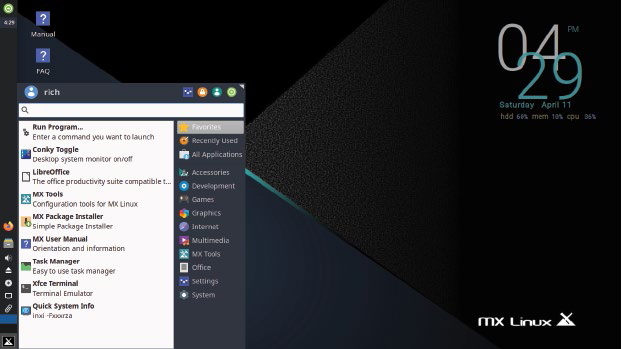 4:29
Manual
FAQ
04 PM
29
Saturday April 11
hdd 68% mem 19% cpu 36%
rich
Run Program...
Enter a command you want to launch
Conky Toggle
Desktop system monitor on/off
LibreOffice
The office productivity suite compatible t...
MX Tools
Configuration tools for MX Linux
MX Package Installer
Simple Package Installer
MX User Manual
Orientation and information
Task Manager
Easy to use task manager
Xfce Terminal
Terminal Emulator
Quick System Info
inxi -Fxxxrza
Favorites
Recently Used
All Applications
Accessories
Development
Games
Graphics
Internet
Multimedia
MX Tools
Office
Settings
System
MX Linux